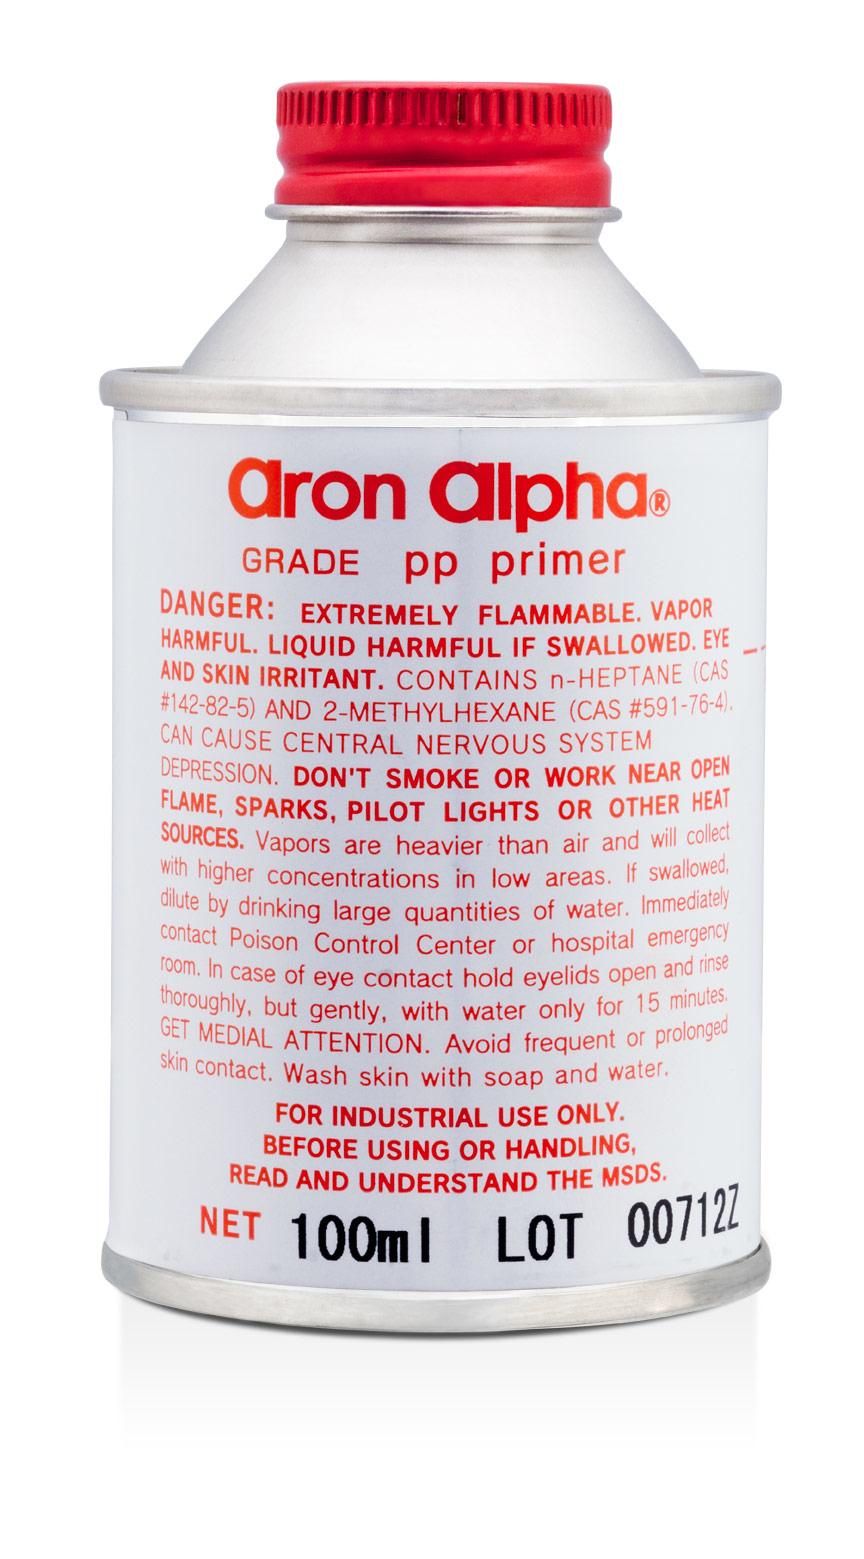 aron alpha®
GRADE pp primer
DANGER: EXTREMELY FLAMMABLE. VAPOR
HARMFUL. LIQUID HARMFUL IF SWALLOWED. EYE
AND SKIN IRRITANT. CONTAINS n-HEPTANE (CAS
#142-82-5) AND 2-METHYLHEXANE (CAS #591-76-4).
CAN CAUSE CENTRAL NERVOUS SYSTEM
DEPRESSION. DON'T SMOKE OR WORK NEAR OPEN
FLAME, SPARKS, PILOT LIGHTS OR OTHER HEAT
SOURCES. Vapors are heavier than air and will collect
with higher concentrations in low areas. If swallowed,
dilute by drinking large quantities of water. Immediately
contact Poison Control Center or hospital emergency
room. In case of eye contact hold eyelids open and rinse
thoroughly, but gently, with water only for 15 minutes.
GET MEDIAL ATTENTION. Avoid frequent or prolonged
skin contact. Wash skin with soap and water.
FOR INDUSTRIAL USE ONLY.
BEFORE USING OR HANDLING,
READ AND UNDERSTAND THE MSDS.
NET 100ml LOT 00712Z